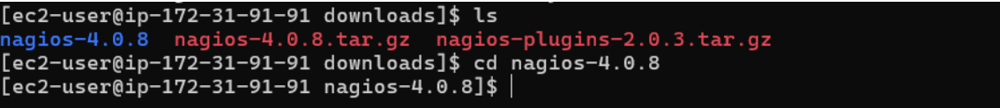 [ec2-user@ip-172-31-91-91 downloads]$ ls
nagios-4.0.8  nagios-4.0.8.tar.gz  nagios-plugins-2.0.3.tar.gz
[ec2-user@ip-172-31-91-91 downloads]$ cd nagios-4.0.8
[ec2-user@ip-172-31-91-91 nagios-4.0.8]$